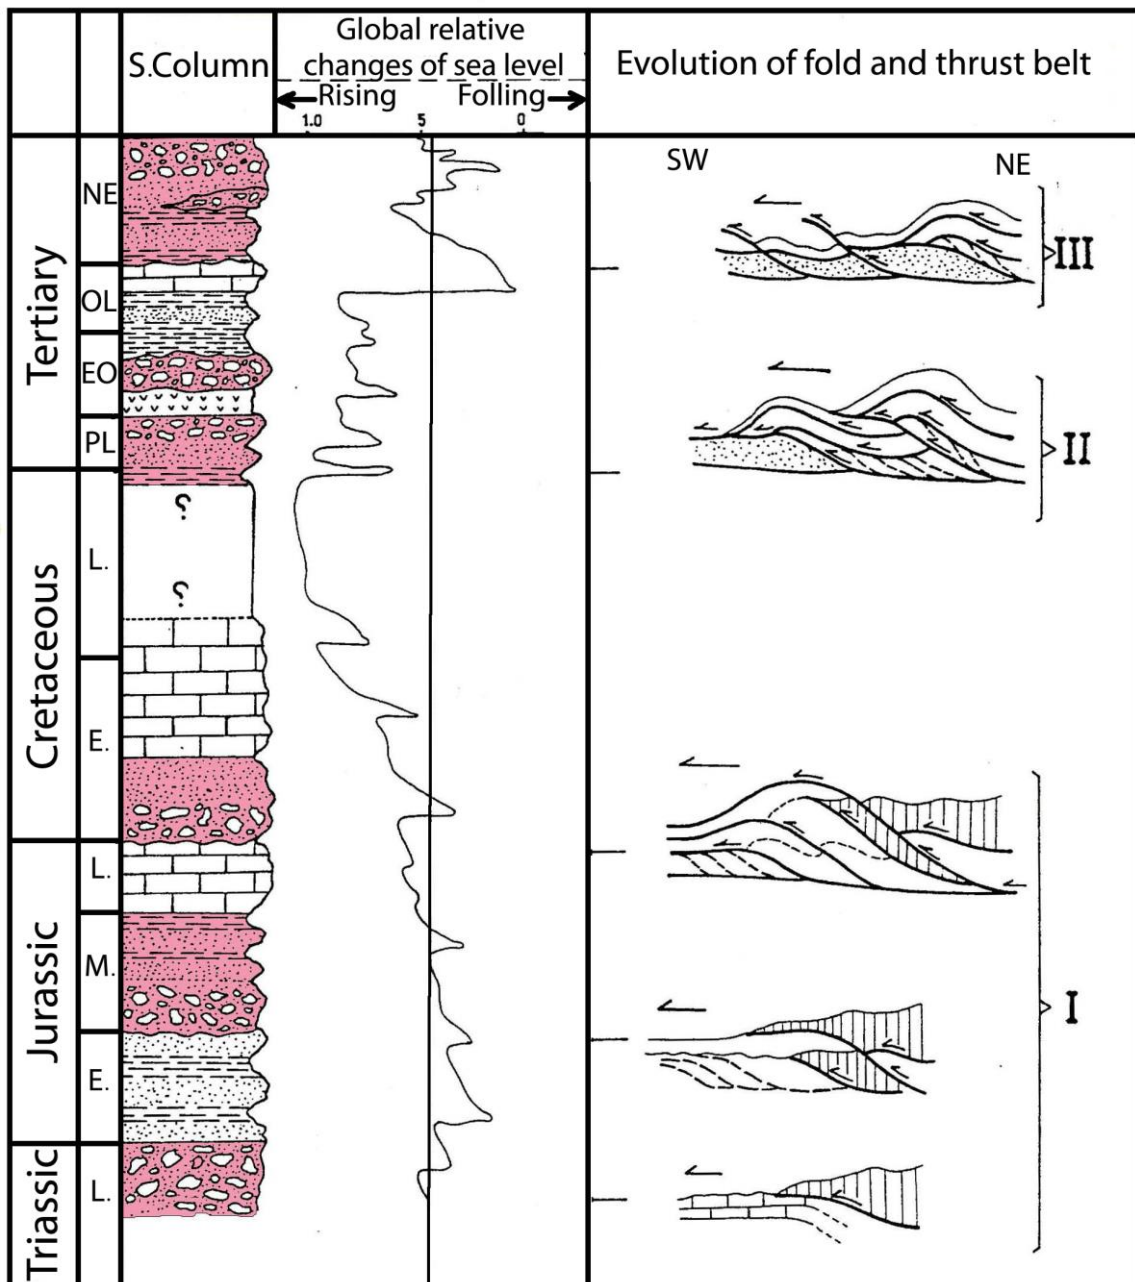 S.Column
Global relative
changes of sea level
Rising
Folling
1.0
5
0
Evolution of fold and thrust belt
SW
NE
Tertiary
NE
OL
EO
PL
Cretaceous
L.
E.
?
?
Jurassic
L.
M.
E.
Triassic
L.
III
II
I